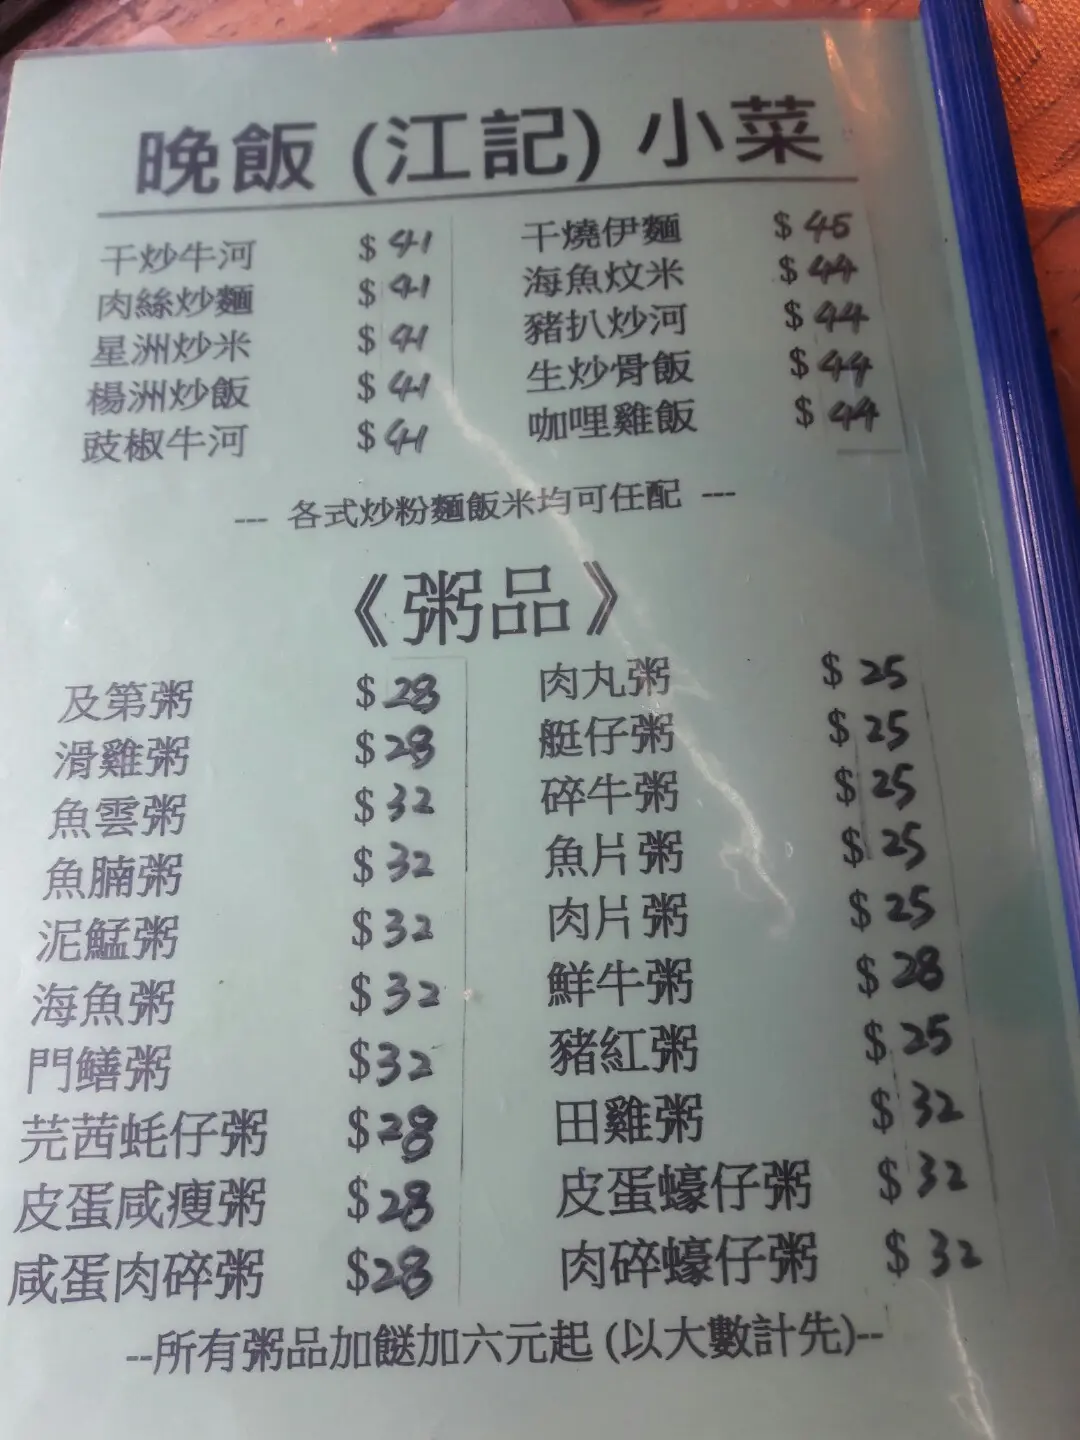 晚飯 (江記) 小菜
干炒牛河 $ 41 干燒伊麵 $ 45
肉絲炒麵 $ 41 海魚炆米 $ 44
星洲炒米 $ 41 豬扒炒河 $ 44
楊洲炒飯 $ 41 生炒骨飯 $ 44
豉椒牛河 $ 41 咖哩雞飯 $ 44
--- 各式炒粉麵飯米均可任配 ---
《粥品》
及第粥 $ 28 肉丸粥 $ 25
滑雞粥 $ 28 艇仔粥 $ 25
魚雲粥 $ 32 碎牛粥 $ 25
魚腩粥 $ 32 魚片粥 $ 25
泥鯭粥 $ 32 肉片粥 $ 25
海魚粥 $ 32 鮮牛粥 $ 28
門鱔粥 $ 32 豬紅粥 $ 25
芫茜蚝仔粥 $ 28 田雞粥 $ 32
皮蛋咸瘦粥 $ 28 皮蛋蠔仔粥 $ 32
咸蛋肉碎粥 $ 28 肉碎蠔仔粥 $ 32
--所有粥品加餸加六元起 (以大數計先)--